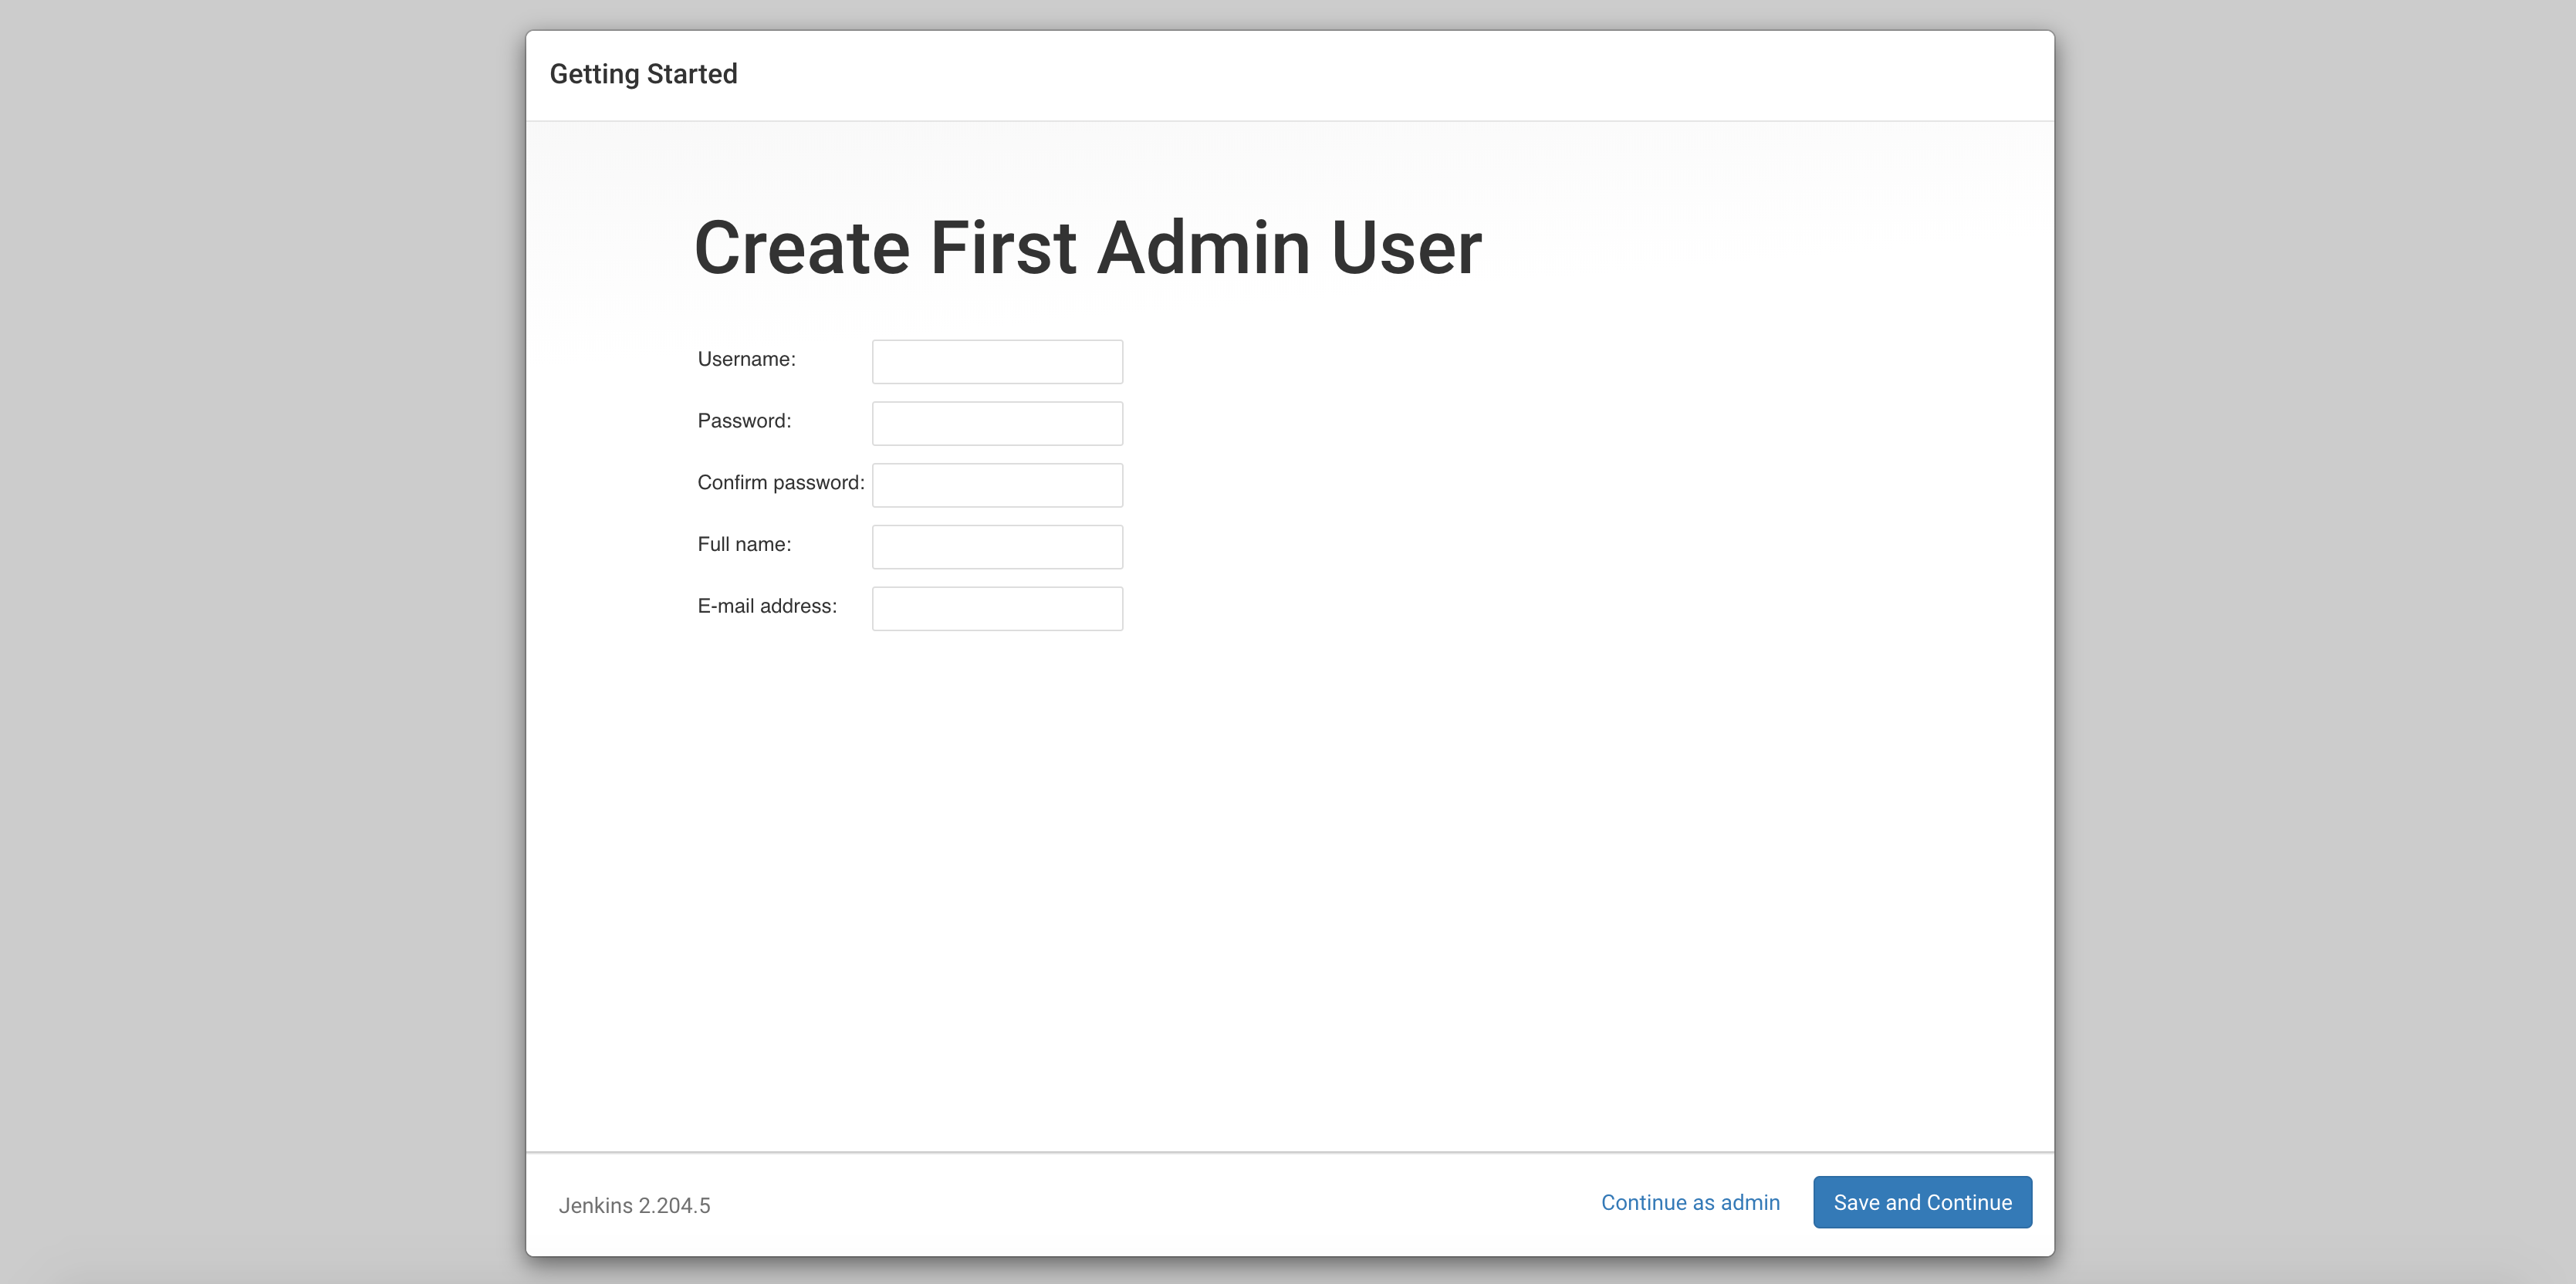 Getting Started
Create First Admin User
Username:
Password:
Confirm password:
Full name:
E-mail address:
Jenkins 2.204.5
Continue as admin
Save and Continue